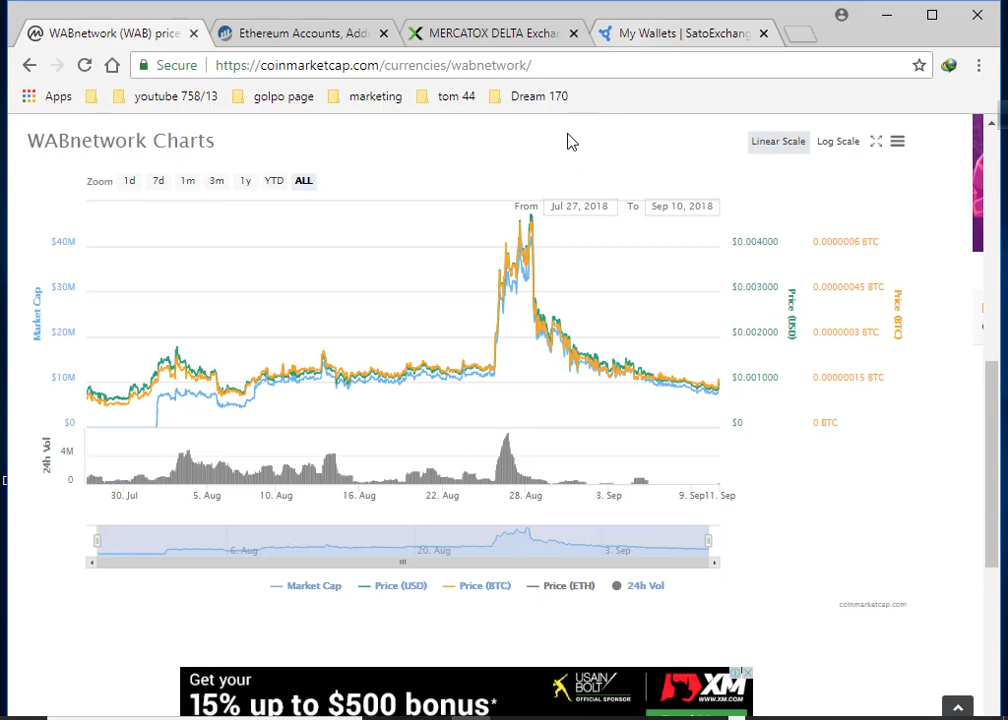 WABnetwork (WAB) price
Ethereum Accounts, Add
MERCATOX DELTA Exchan
My Wallets | SatoExchang
Secure
https://coinmarketcap.com/currencies/wabnetwork/
Apps
youtube 758/13
golpo page
marketing
tom 44
Dream 170
WABnetwork Charts
Linear Scale
Log Scale
Zoom 1d 7d 1m 3m 1y YTD ALL
From Jul 27, 2018 To Sep 10, 2018
$40M
$30M
$20M
$10M
$0
Market Cap
$0.004000
$0.003000
$0.002000
$0.001000
$0
Price (USD)
0.0000006 BTC
0.00000045 BTC
0.0000003 BTC
0.00000015 BTC
0 BTC
Price (BTC)
24h Vol
4M
0
30. Jul 5. Aug 10. Aug 16. Aug 22. Aug 28. Aug 3. Sep 9. Sep 11. Sep
6. Aug 20. Aug 3. Sep
Market Cap Price (USD) Price (BTC) Price (ETH) 24h Vol
coinmarketcap.com
Get your
15% up to $500 bonus*
USAIN
BOLT
OFFICIAL SPONSOR
XM